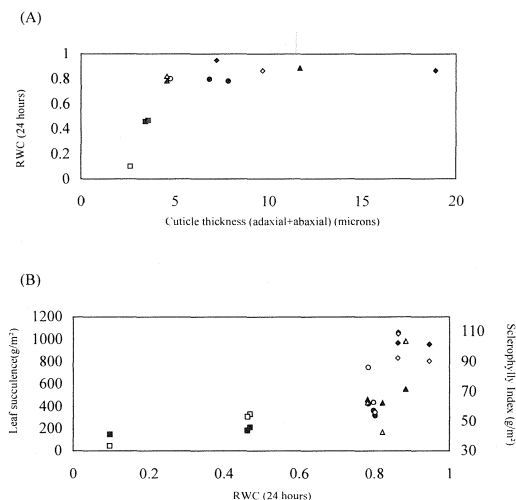 (A)
1
0.8
0.6
0.4
0.2
0
RWC (24 hours)
0 5 10 15 20
Cuticle thickness (adaxial+abaxial) (microns)
(B)
1200
1000
800
600
400
200
0
Leaf succulence(g/m²)
110
90
70
50
30
Sclerophylly Index (g/m²)
0 0.2 0.4 0.6 0.8 1
RWC (24 hours)